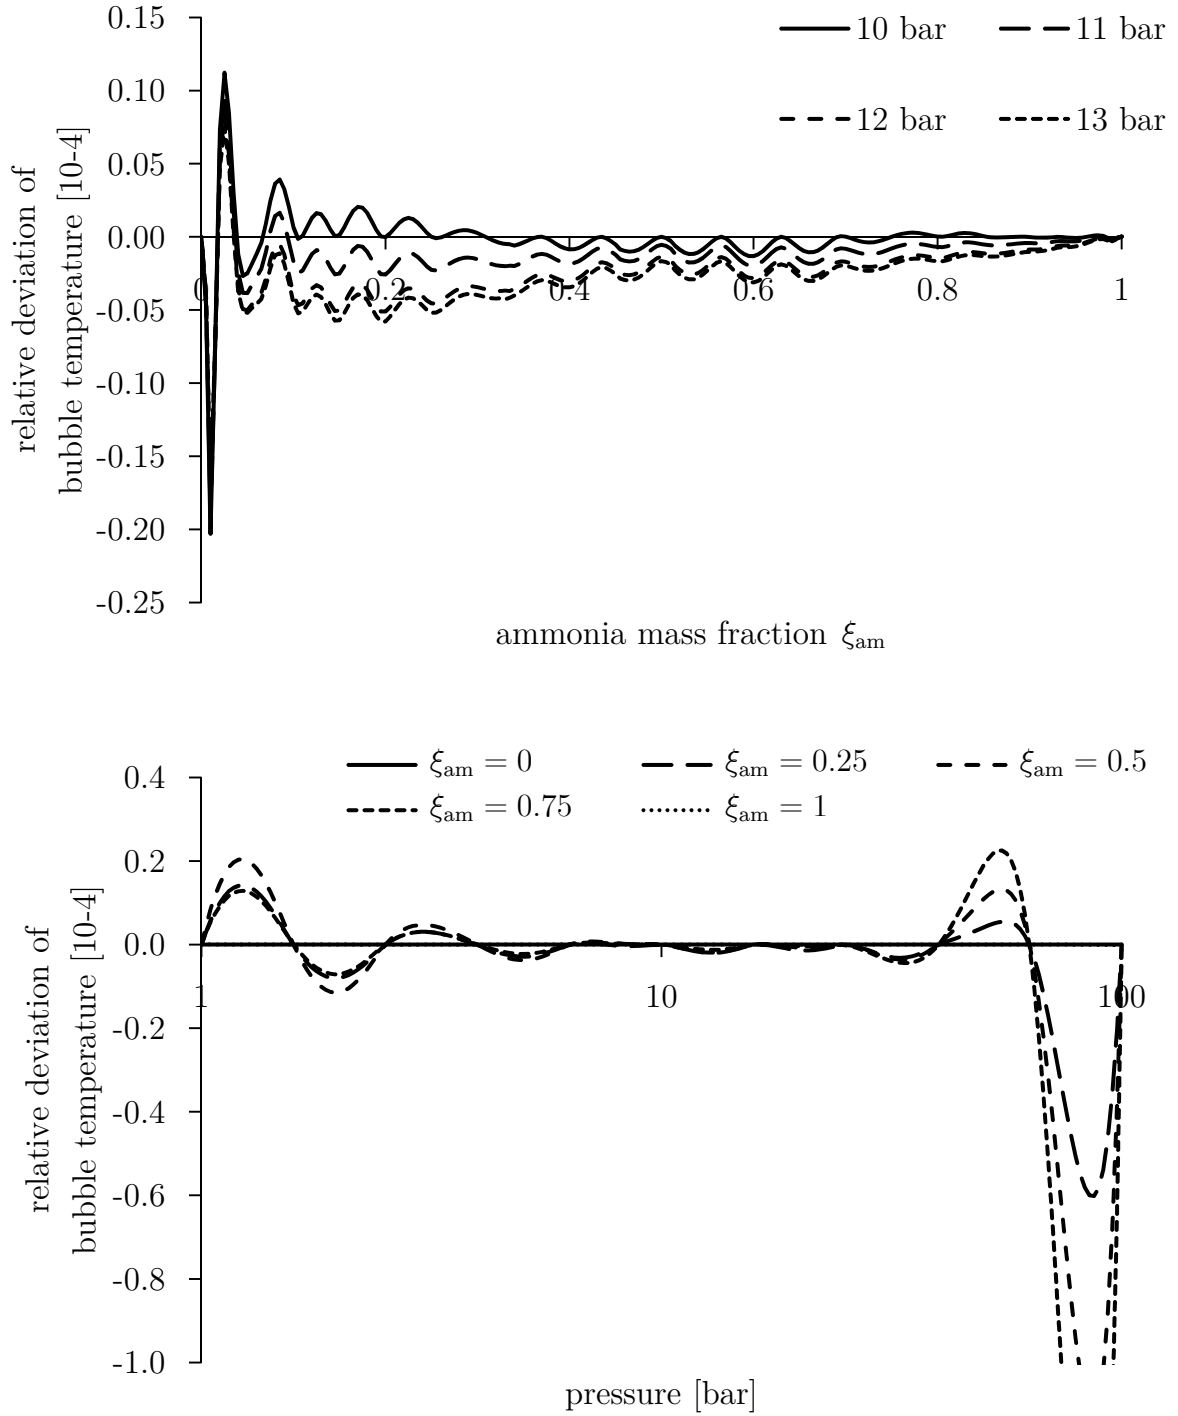 0.15
10 bar 11 bar
0.10
12 bar 13 bar
0.05
0.00
0 0.2 0.4 0.6 0.8 1
-0.05
-0.10
-0.15
-0.20
-0.25
relative deviation of
bubble temperature [10-4]
ammonia mass fraction ξam
ξam = 0 ξam = 0.25 ξam = 0.5
ξam = 0.75 ξam = 1
0.4
0.2
0.0
1 10 100
-0.2
-0.4
-0.6
-0.8
-1.0
relative deviation of
bubble temperature [10-4]
pressure [bar]